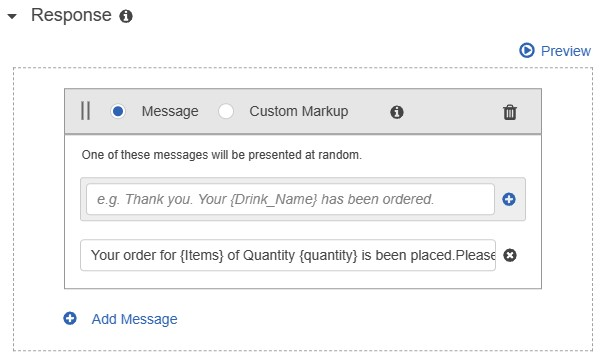 Response
Preview
Message Custom Markup
One of these messages will be presented at random.
e.g. Thank you. Your {Drink_Name} has been ordered.
Your order for {Items} of Quantity {quantity} is been placed.Please
Add Message